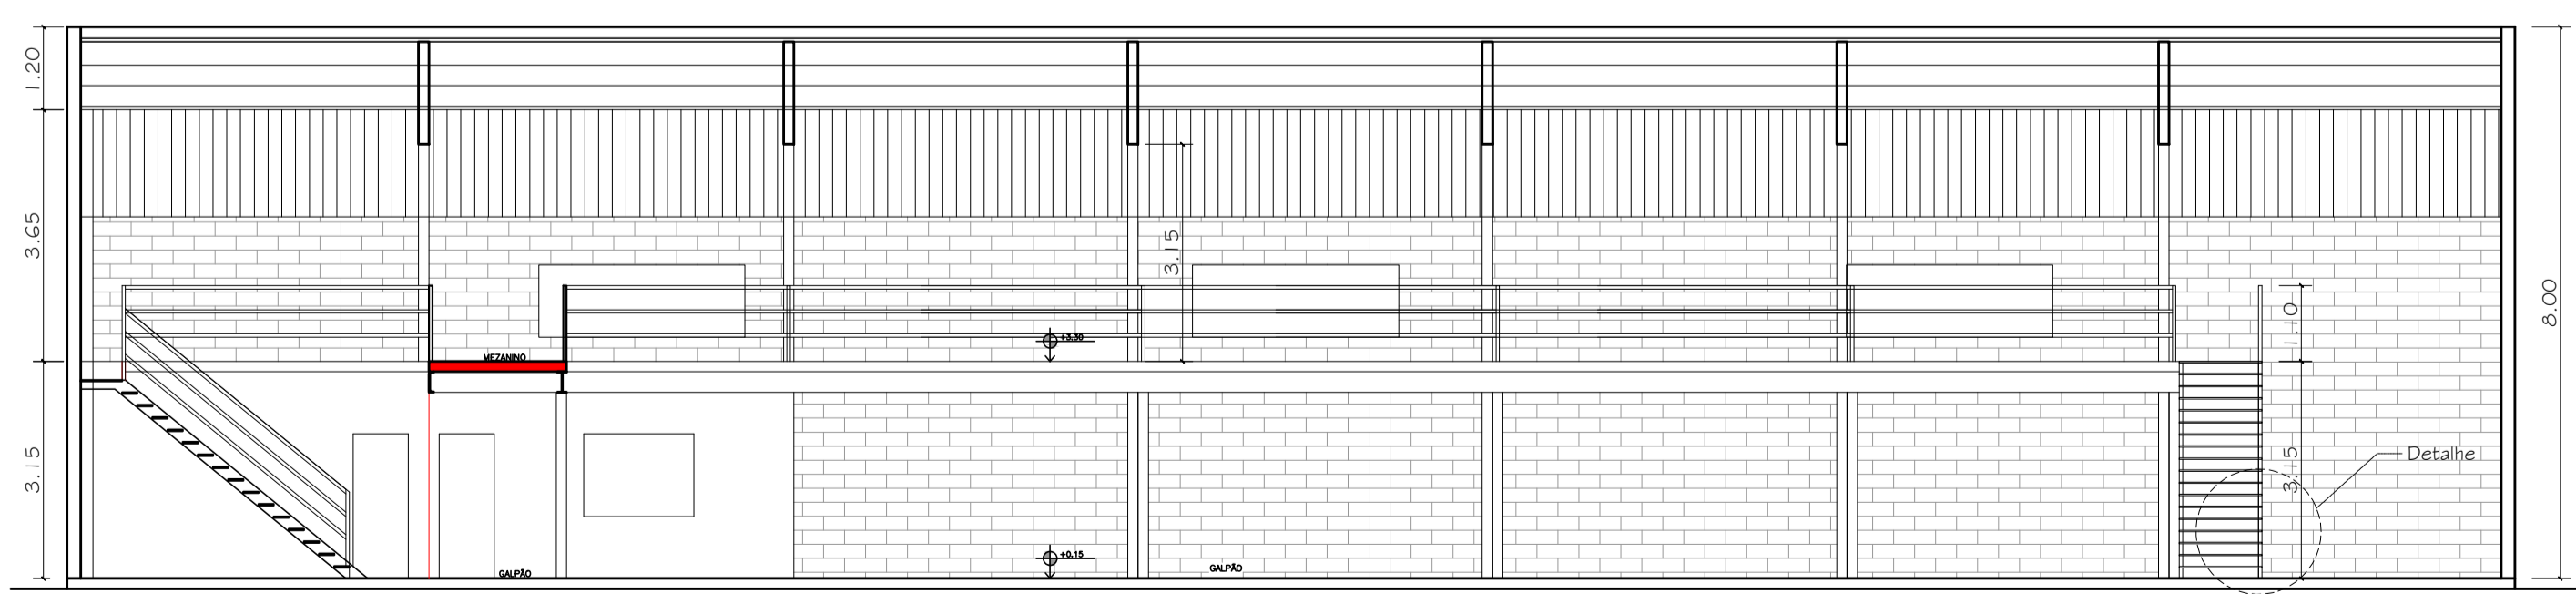 1.20
3.65
3.15
3.15
MEZANINO
+3.30
1.10
8.00
3.15
Detalhe
+0.15
GALPÃO
GALPÃO